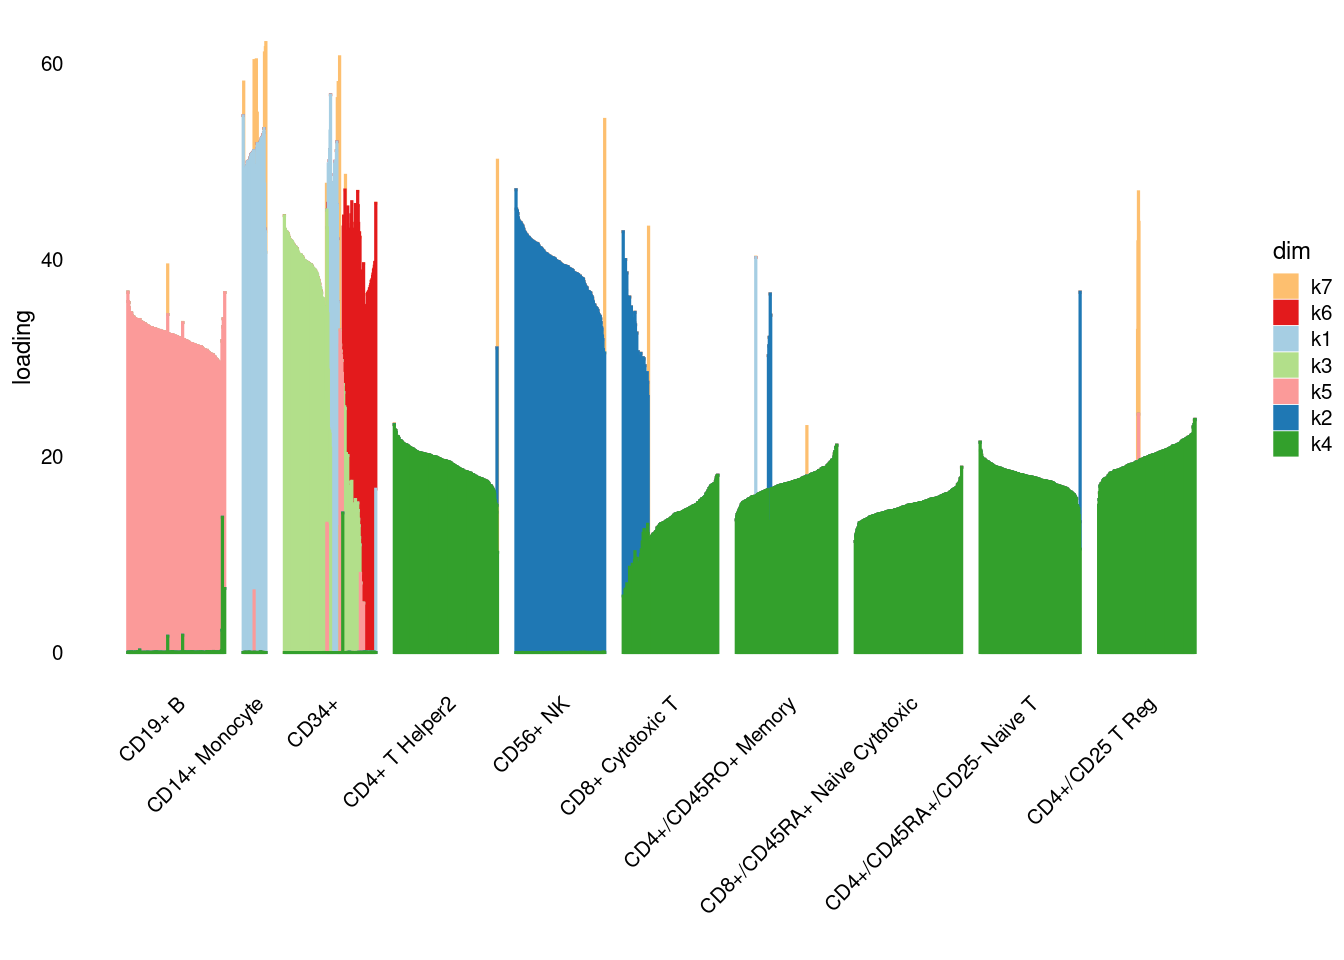 loading
60
40
20
0
CD19+ B
CD14+ Monocyte
CD34+
CD4+ T Helper2
CD56+ NK
CD8+ Cytotoxic T
CD4+/CD45RO+ Memory
CD8+/CD45RA+ Naive Cytotoxic
CD4+/CD45RA+/CD25- Naive T
CD4+/CD25 T Reg
dim
k7
k6
k1
k3
k5
k2
k4